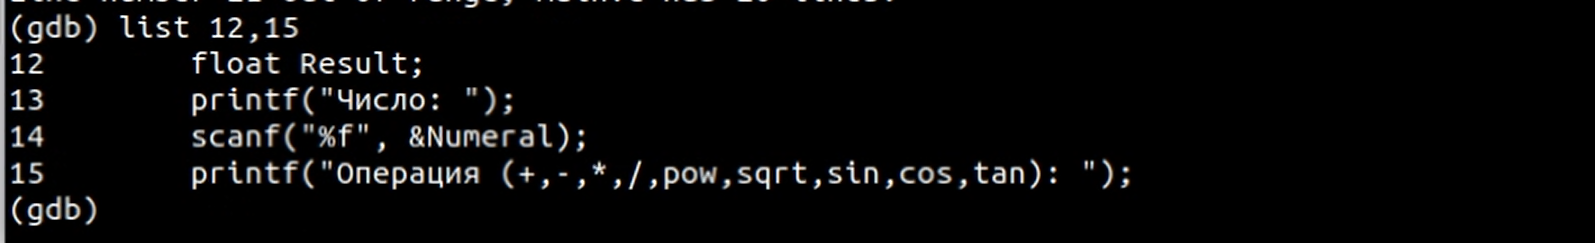 (gdb) list 12,15
12        float Result;
13        printf("Число: ");
14        scanf("%f", &Numeral);
15        printf("Операция (+,-,*,/,pow,sqrt,sin,cos,tan): ");
(gdb)